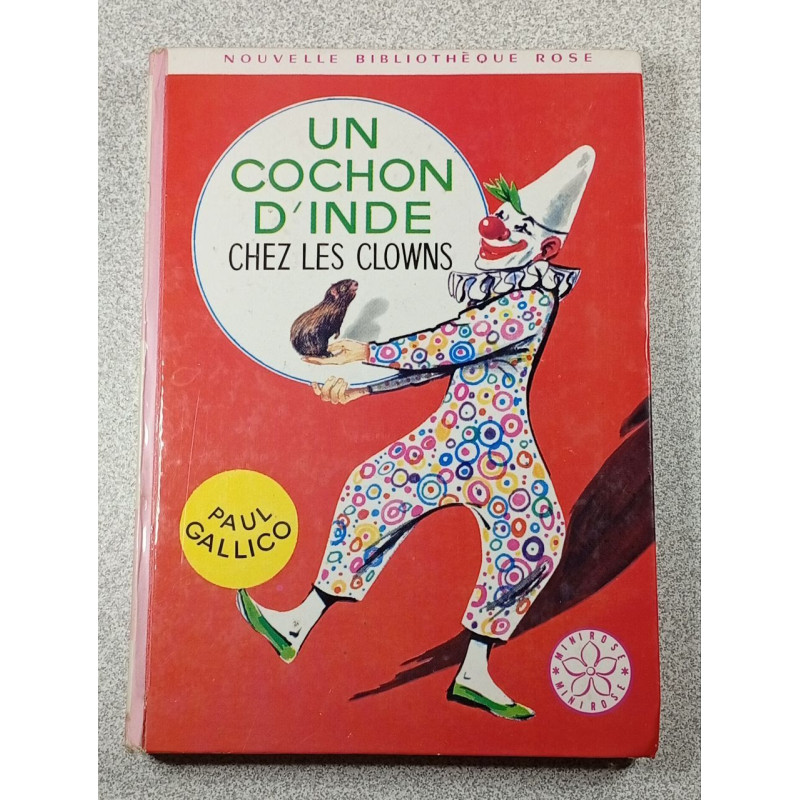 NOUVELLE BIBLIOTHÈQUE ROSE
UN
COCHON
D'INDE
CHEZ LES CLOWNS
PAUL
GALLICO
MINIROSE
MINIROSE